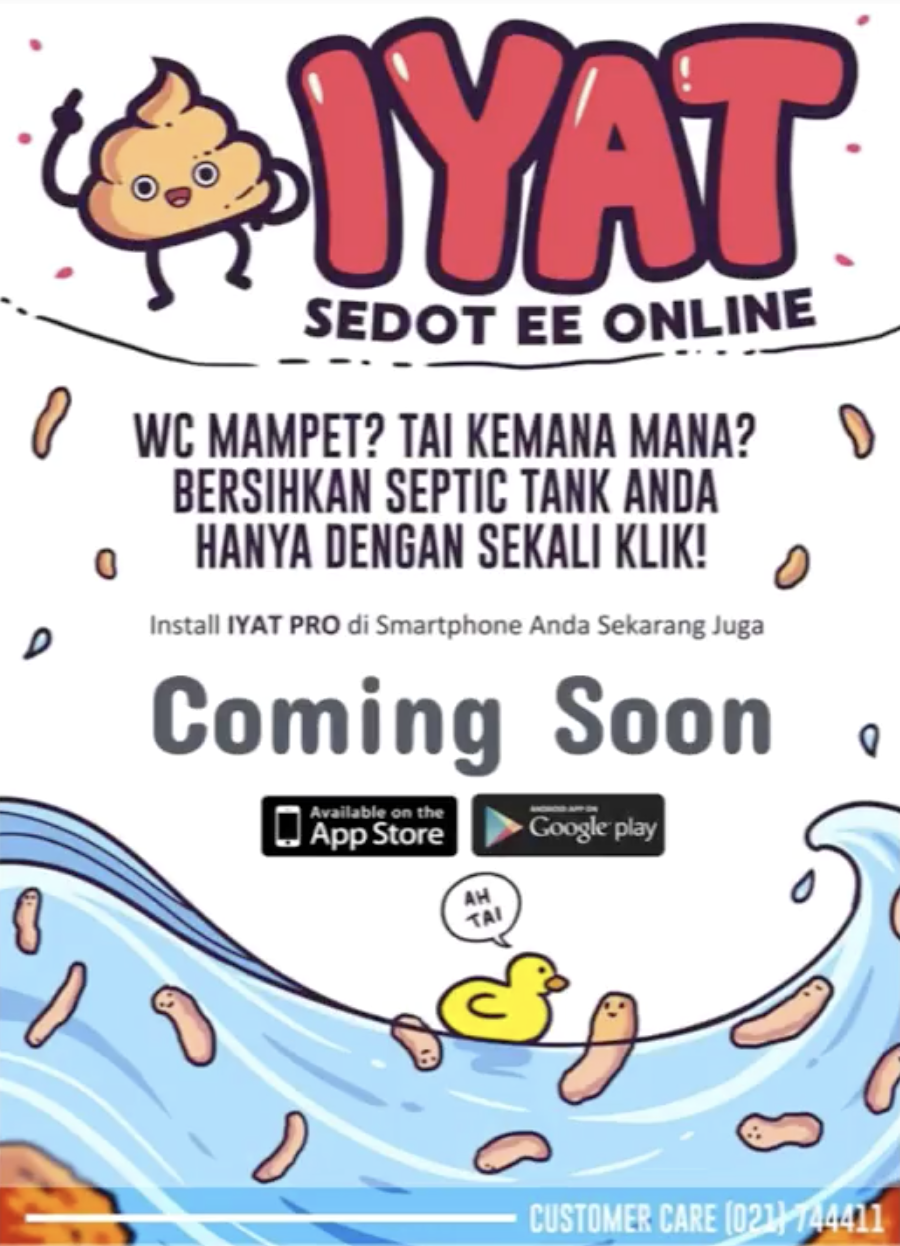 IYAT
SEDOT EE ONLINE
WC MAMPET? TAI KEMANA MANA?
BERSIHKAN SEPTIC TANK ANDA
HANYA DENGAN SEKALI KLIK!
Install IYAT PRO di Smartphone Anda Sekarang Juga
Coming Soon
Available on the
App Store
ANDROID APP ON
Google play
AH
TAI
CUSTOMER CARE (021) 744411